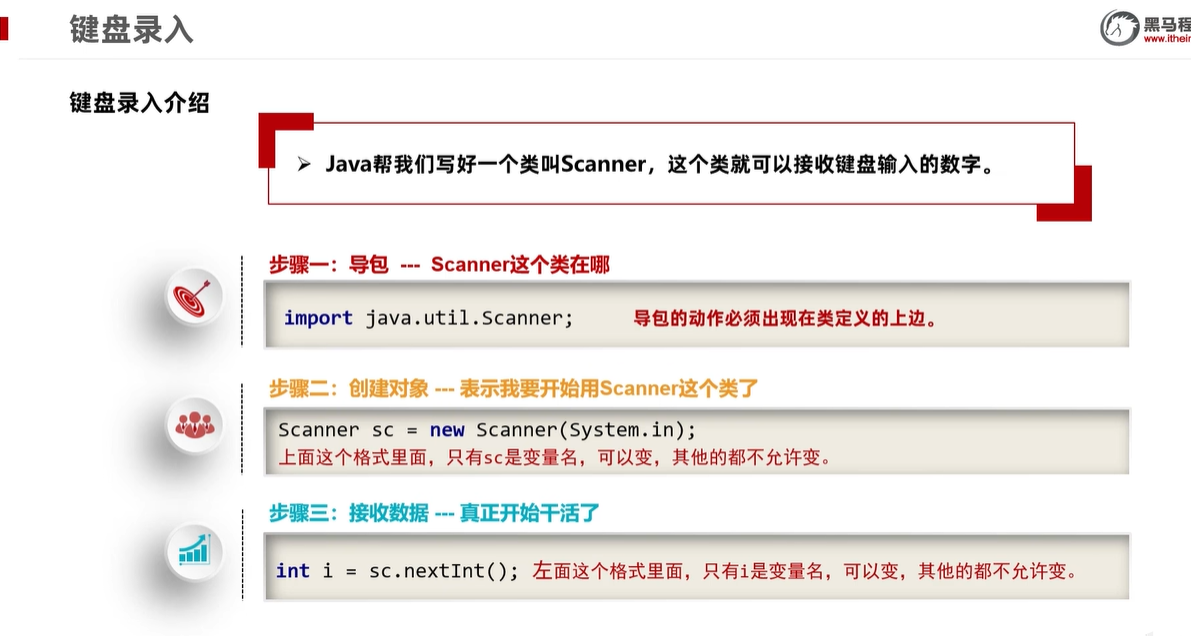 键盘录入
黑马程
www.itheir
键盘录入介绍
➢ Java帮我们写好一个类叫Scanner，这个类就可以接收键盘输入的数字。
步骤一：导包 --- Scanner这个类在哪
import java.util.Scanner; 导包的动作必须出现在类定义的上边。
步骤二：创建对象 --- 表示我要开始用Scanner这个类了
Scanner sc = new Scanner(System.in);
上面这个格式里面，只有sc是变量名，可以变，其他的都不允许变。
步骤三：接收数据 --- 真正开始干活了
int i = sc.nextInt(); 左面这个格式里面，只有i是变量名，可以变，其他的都不允许变。